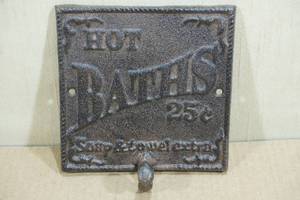 HOT
BATHS
25¢
Soap & towel extra